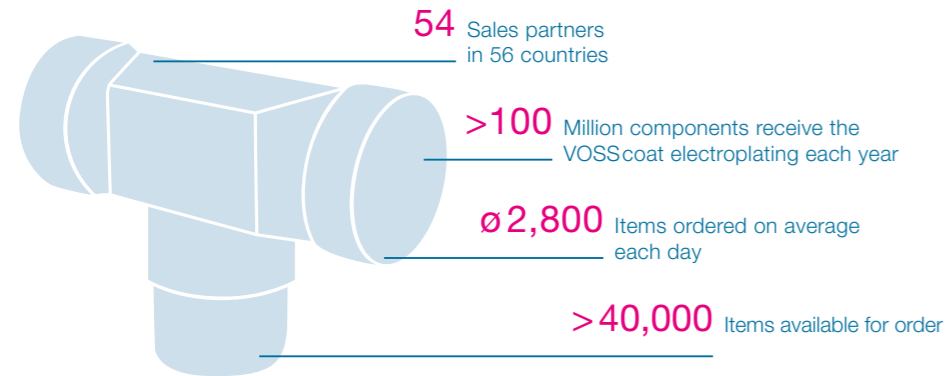 54 Sales partners
in 56 countries
>100 Million components receive the
VOSScoat electroplating each year
ø 2,800 Items ordered on average
each day
>40,000 Items available for order